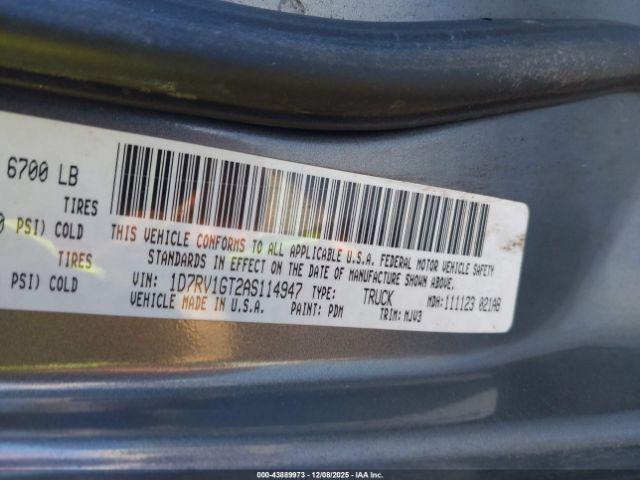 6700 LB
TIRES
0 PSI) COLD
TIRES
PSI) COLD
THIS VEHICLE CONFORMS TO ALL APPLICABLE U.S.A. FEDERAL MOTOR VEHICLE SAFETY
STANDARDS IN EFFECT ON THE DATE OF MANUFACTURE SHOWN ABOVE.
VIN: 1D7RV1GT2AS114947 TYPE: TRUCK MDH: 111123 021AB
VEHICLE MADE IN U.S.A. PAINT: PDM TRIM: MJV3
000-43889973 | 12/08/2025 | IAA Inc.